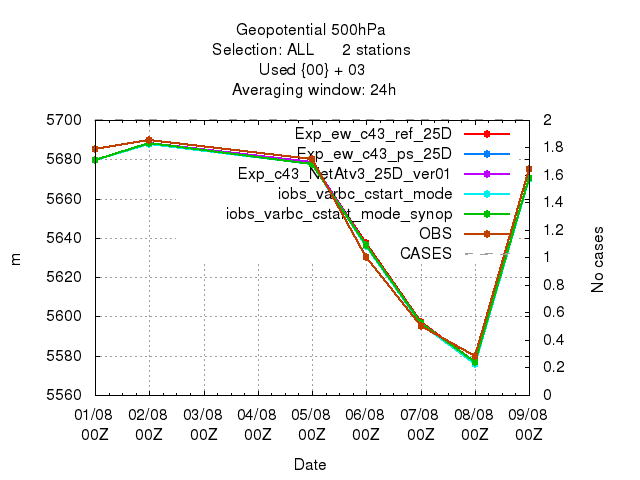 Geopotential 500hPa
Selection: ALL 2 stations
Used {00} + 03
Averaging window: 24h
5700
5680
5660
5640
5620
5600
5580
5560
m
2
1.8
1.6
1.4
1.2
1
0.8
0.6
0.4
0.2
0
No cases
Exp_ew_c43_ref_25D
Exp_ew_c43_ps_25D
Exp_c43_NetAtv3_25D_ver01
iobs_varbc_cstart_mode
iobs_varbc_cstart_mode_synop
OBS
CASES
01/08 02/08 03/08 04/08 05/08 06/08 07/08 08/08 09/08
00Z 00Z 00Z 00Z 00Z 00Z 00Z 00Z 00Z
Date